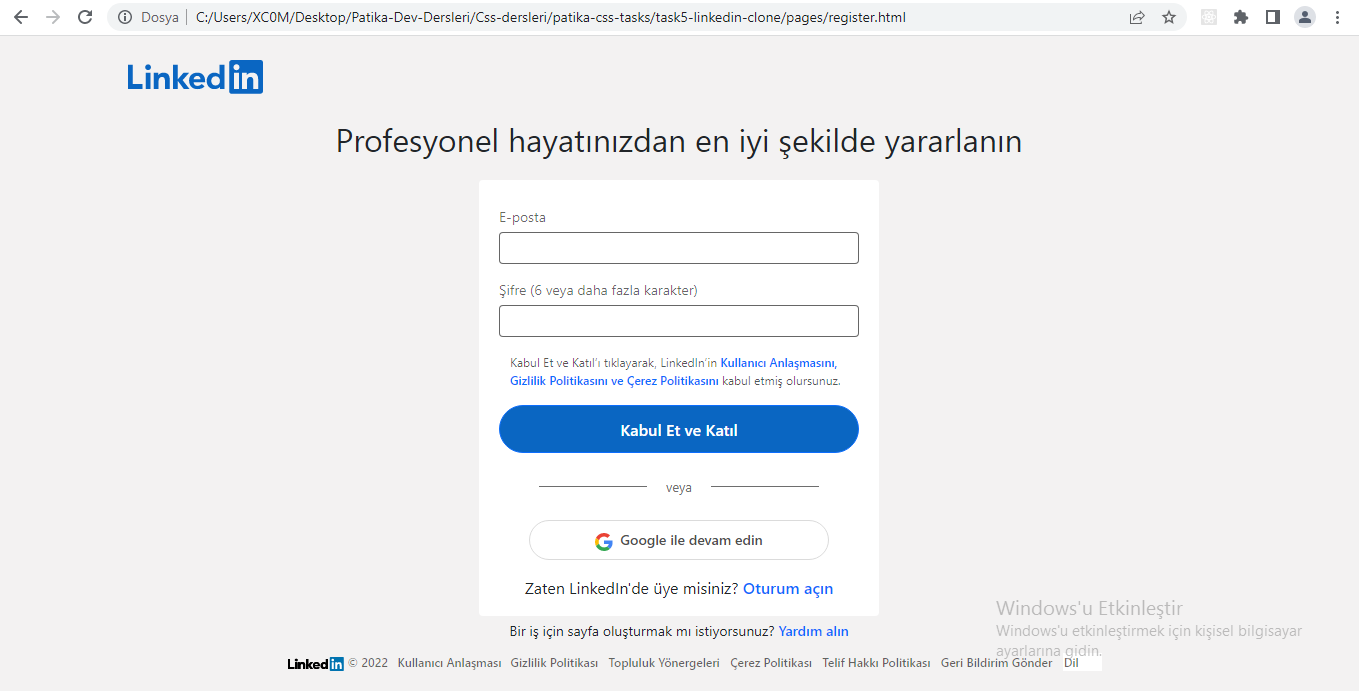 Dosya C:/Users/XC0M/Desktop/Patika-Dev-Dersleri/Css-dersleri/patika-css-tasks/task5-linkedin-clone/pages/register.html
Linkedin
Profesyonel hayatınızdan en iyi şekilde yararlanın
E-posta
Şifre (6 veya daha fazla karakter)
Kabul Et ve Katıl'ı tıklayarak, LinkedIn'in Kullanıcı Anlaşmasını,
Gizlilik Politikasını ve Çerez Politikasını kabul etmiş olursunuz.
Kabul Et ve Katıl
veya
Google ile devam edin
Zaten LinkedIn'de üye misiniz? Oturum açın
Windows'u Etkinleştir
Windows'u etkinleştirmek için kişisel bilgisayar
ayarlarına gidin.
Bir iş için sayfa oluşturmak mı istiyorsunuz? Yardım alın
Linkedin © 2022 Kullanıcı Anlaşması Gizlilik Politikası Topluluk Yönergeleri Çerez Politikası Telif Hakkı Politikası Geri Bildirim Gönder Dil